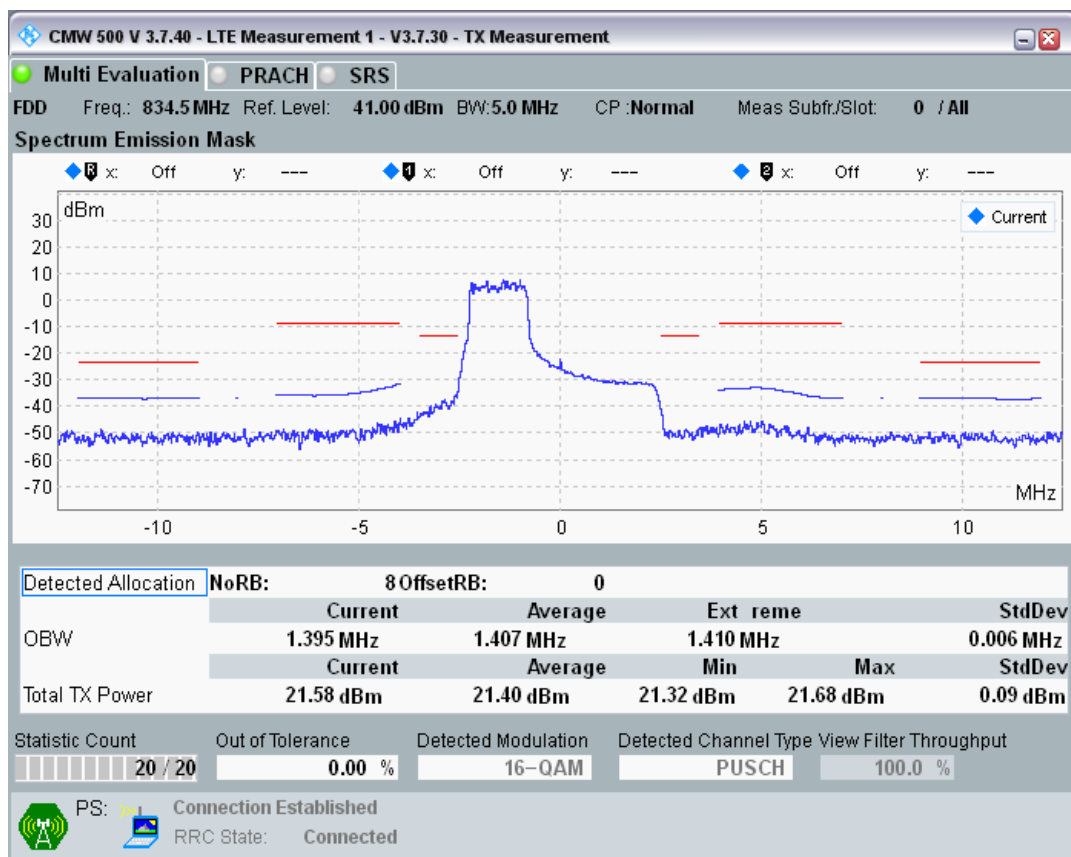 CMW 500 V 3.7.40 - LTE Measurement 1 - V3.7.30 - TX Measurement
Multi Evaluation PRACH SRS
FDD Freq.: 834.5 MHz Ref. Level: 41.00 dBm BW:5.0 MHz CP :Normal Meas Subfr./Slot: 0 / All
Spectrum Emission Mask
R x: Off y: --- 1 x: Off y: --- 2 x: Off y: ---
dBm
Current
30
20
10
0
-10
-20
-30
-40
-50
-60
-70
MHz
-10 -5 0 5 10
Detected Allocation NoRB: 8 OffsetRB: 0
Current Average Ext reme StdDev
OBW 1.395 MHz 1.407 MHz 1.410 MHz 0.006 MHz
Current Average Min Max StdDev
Total TX Power 21.58 dBm 21.40 dBm 21.32 dBm 21.68 dBm 0.09 dBm
Statistic Count Out of Tolerance Detected Modulation Detected Channel Type View Filter Throughput
20 / 20 0.00 % 16-QAM PUSCH 100.0 %
PS: Connection Established
RRC State: Connected